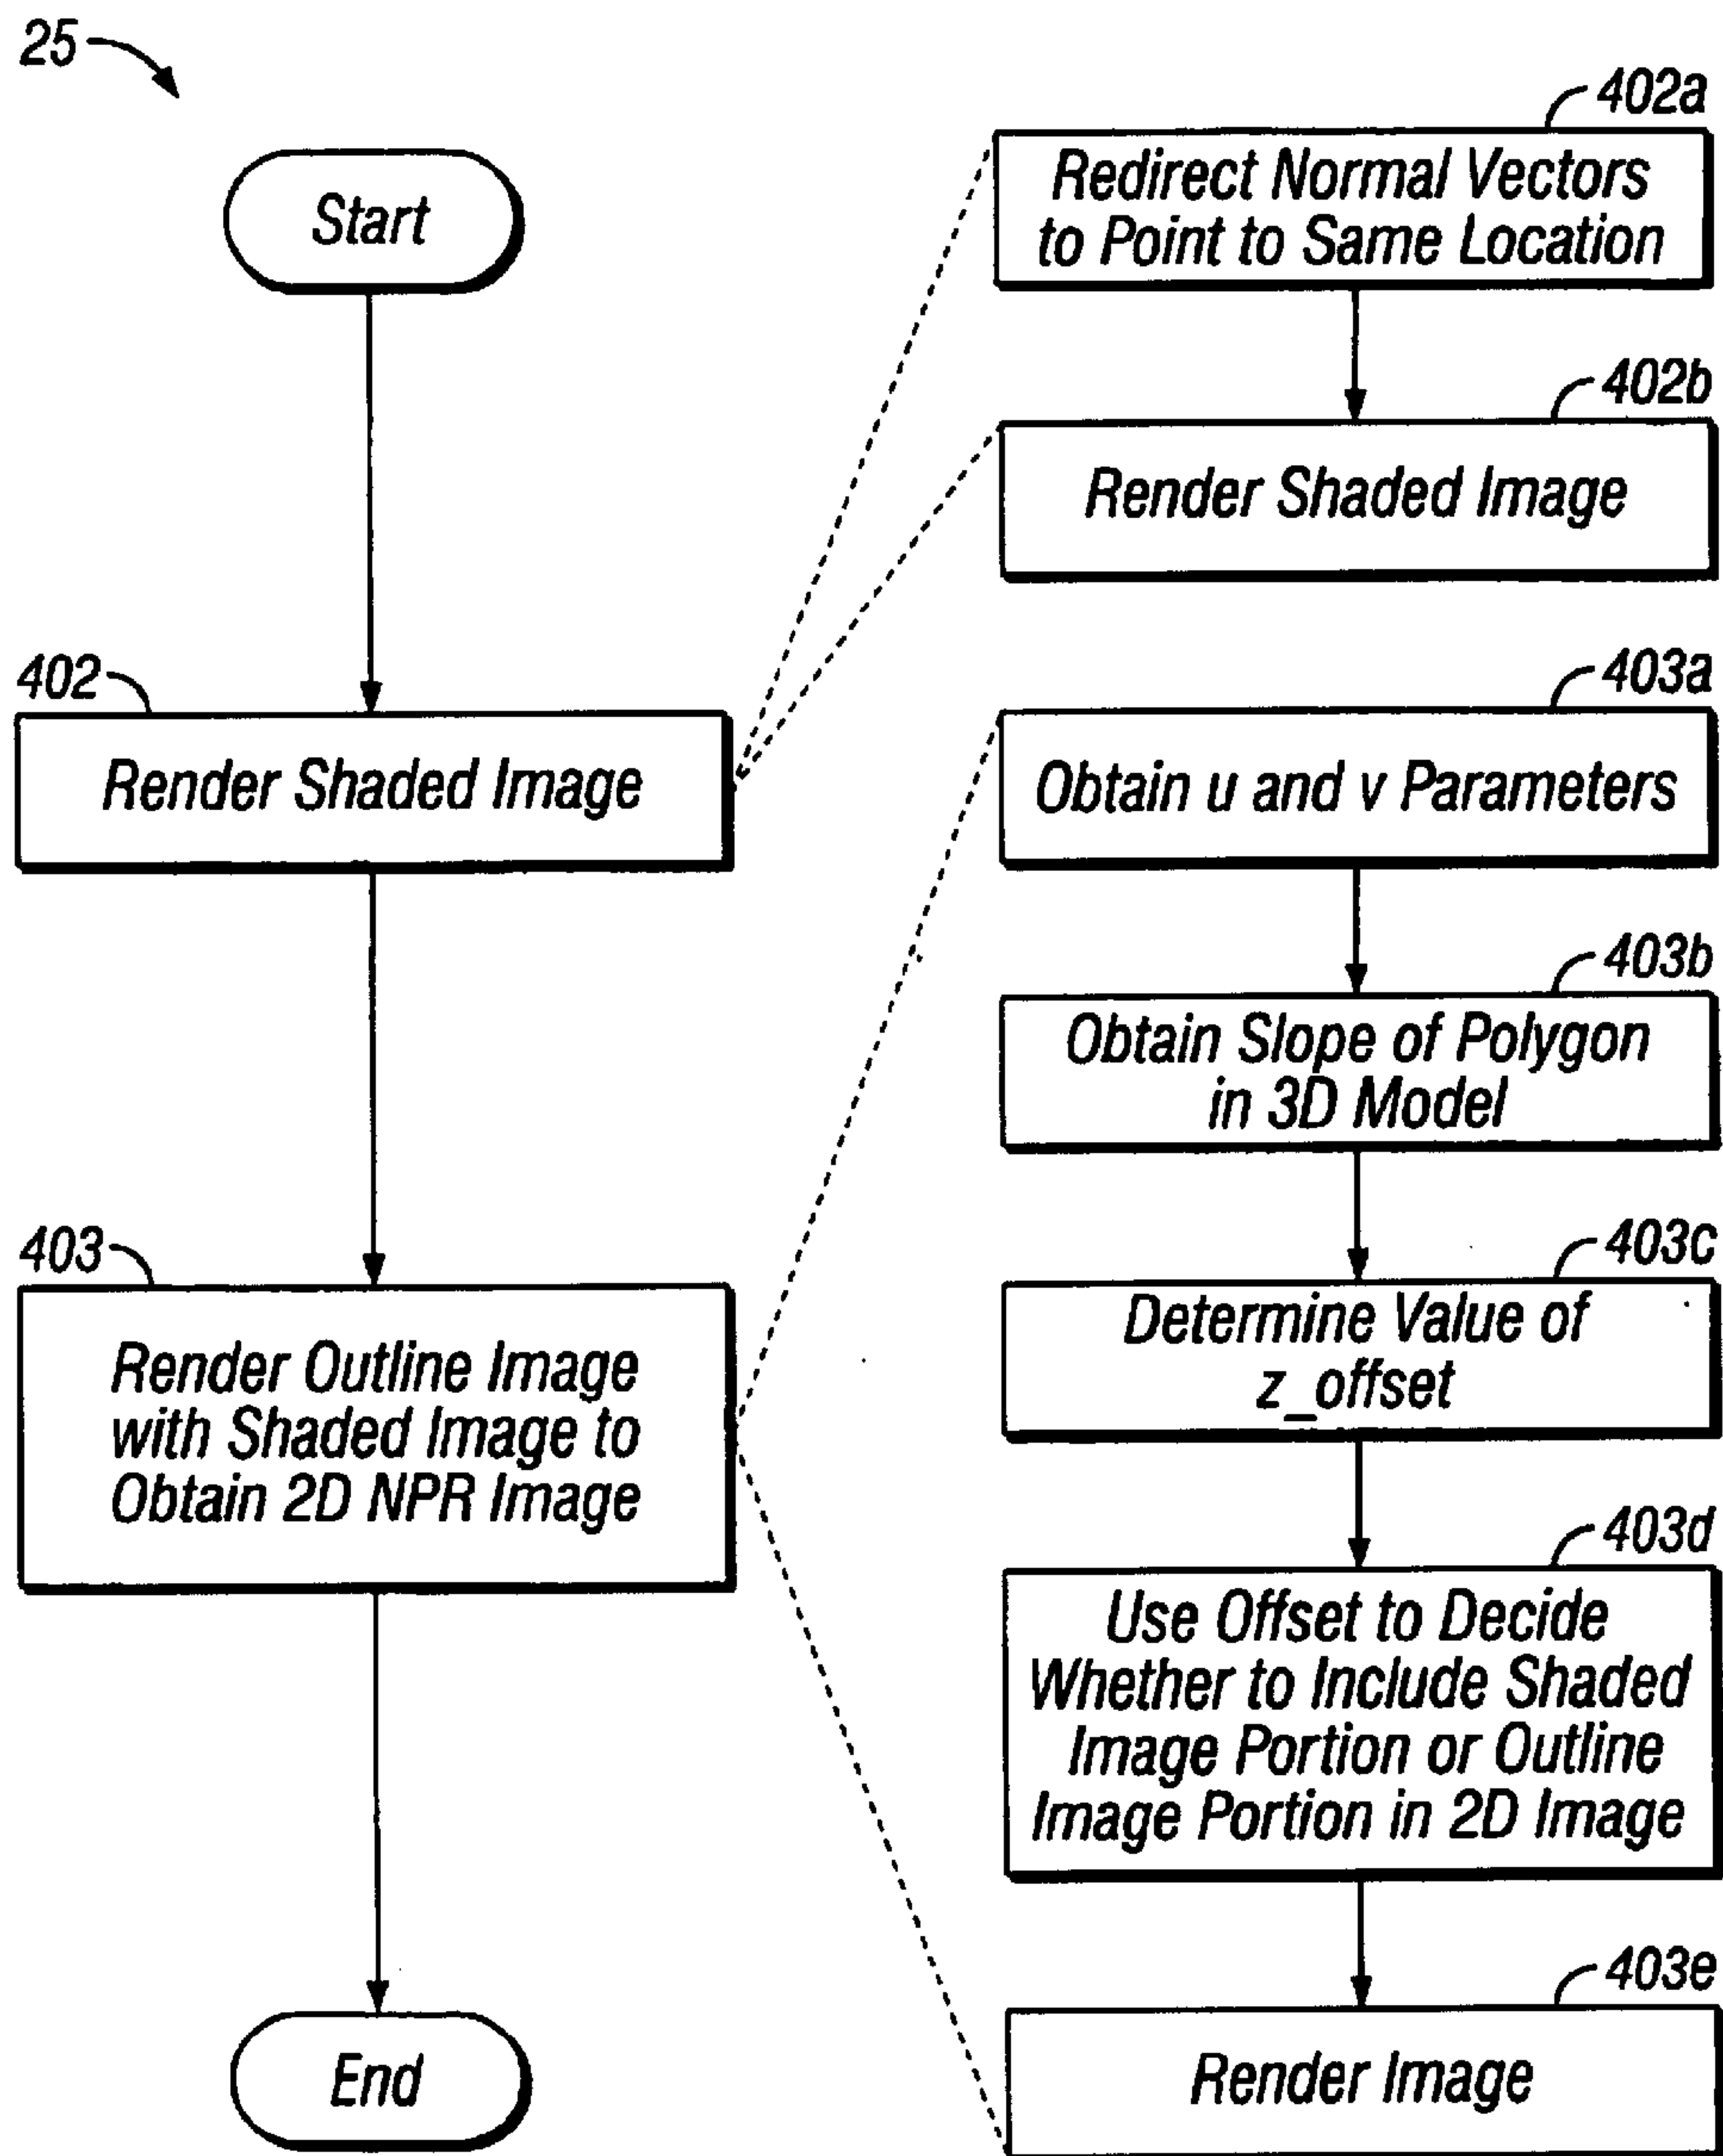 25
Start
402
Render Shaded Image
403
Render Outline Image
with Shaded Image to
Obtain 2D NPR Image
End
402a
Redirect Normal Vectors
to Point to Same Location
402b
Render Shaded Image
403a
Obtain u and v Parameters
403b
Obtain Slope of Polygon
in 3D Model
403c
Determine Value of
z_offset
403d
Use Offset to Decide
Whether to Include Shaded
Image Portion or Outline
Image Portion in 2D Image
403e
Render Image